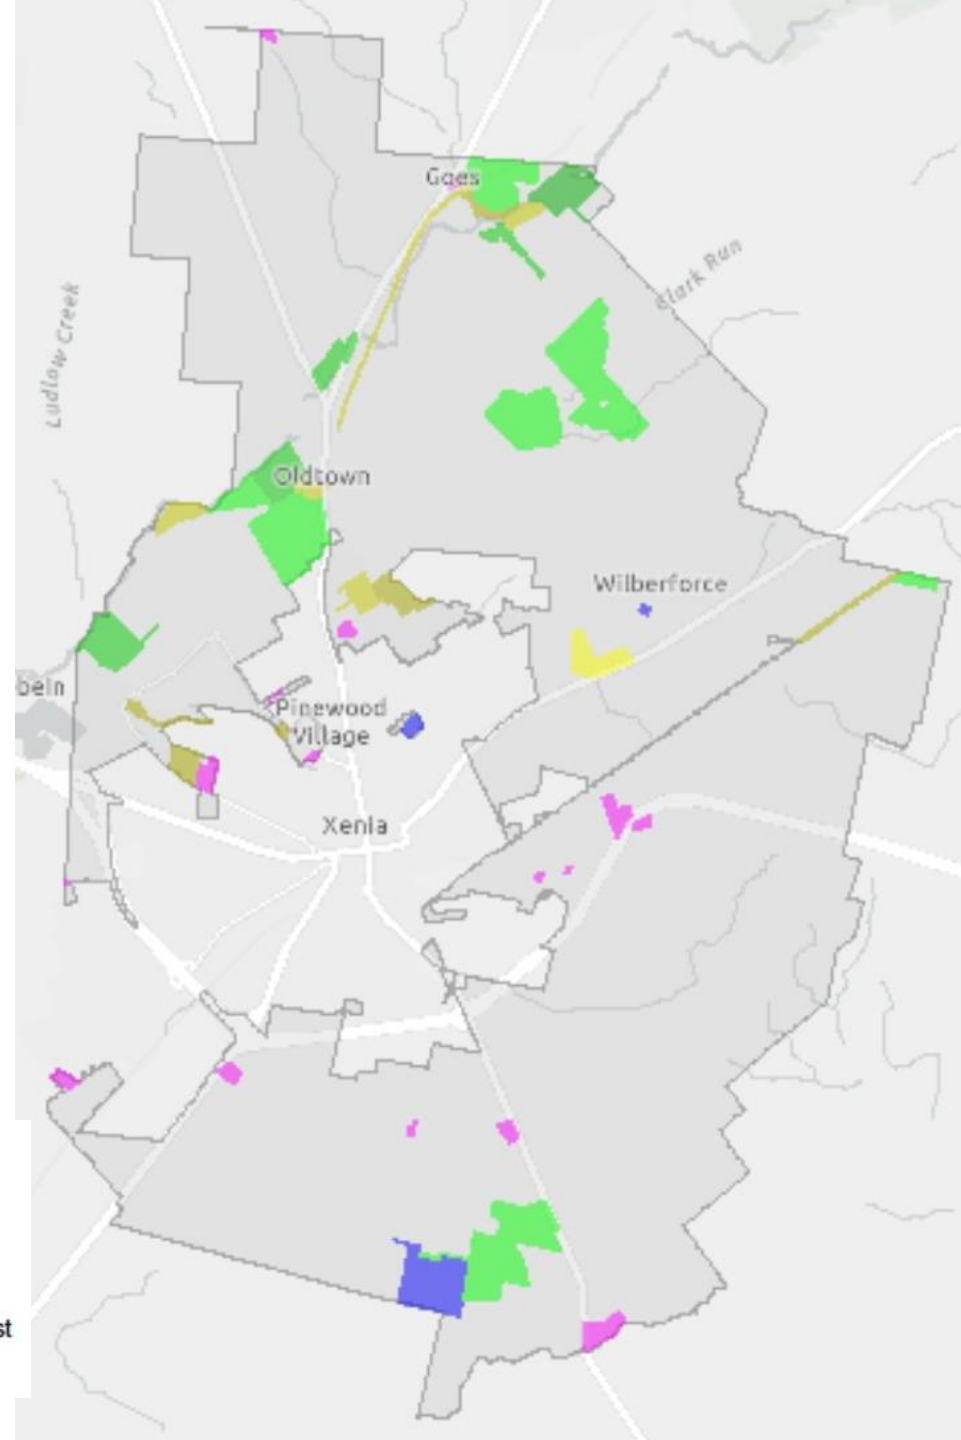 Goes
Clark Run
Ludlow Creek
Oldtown
Wilberforce
bein
Pinewood
Village
Xenia
st